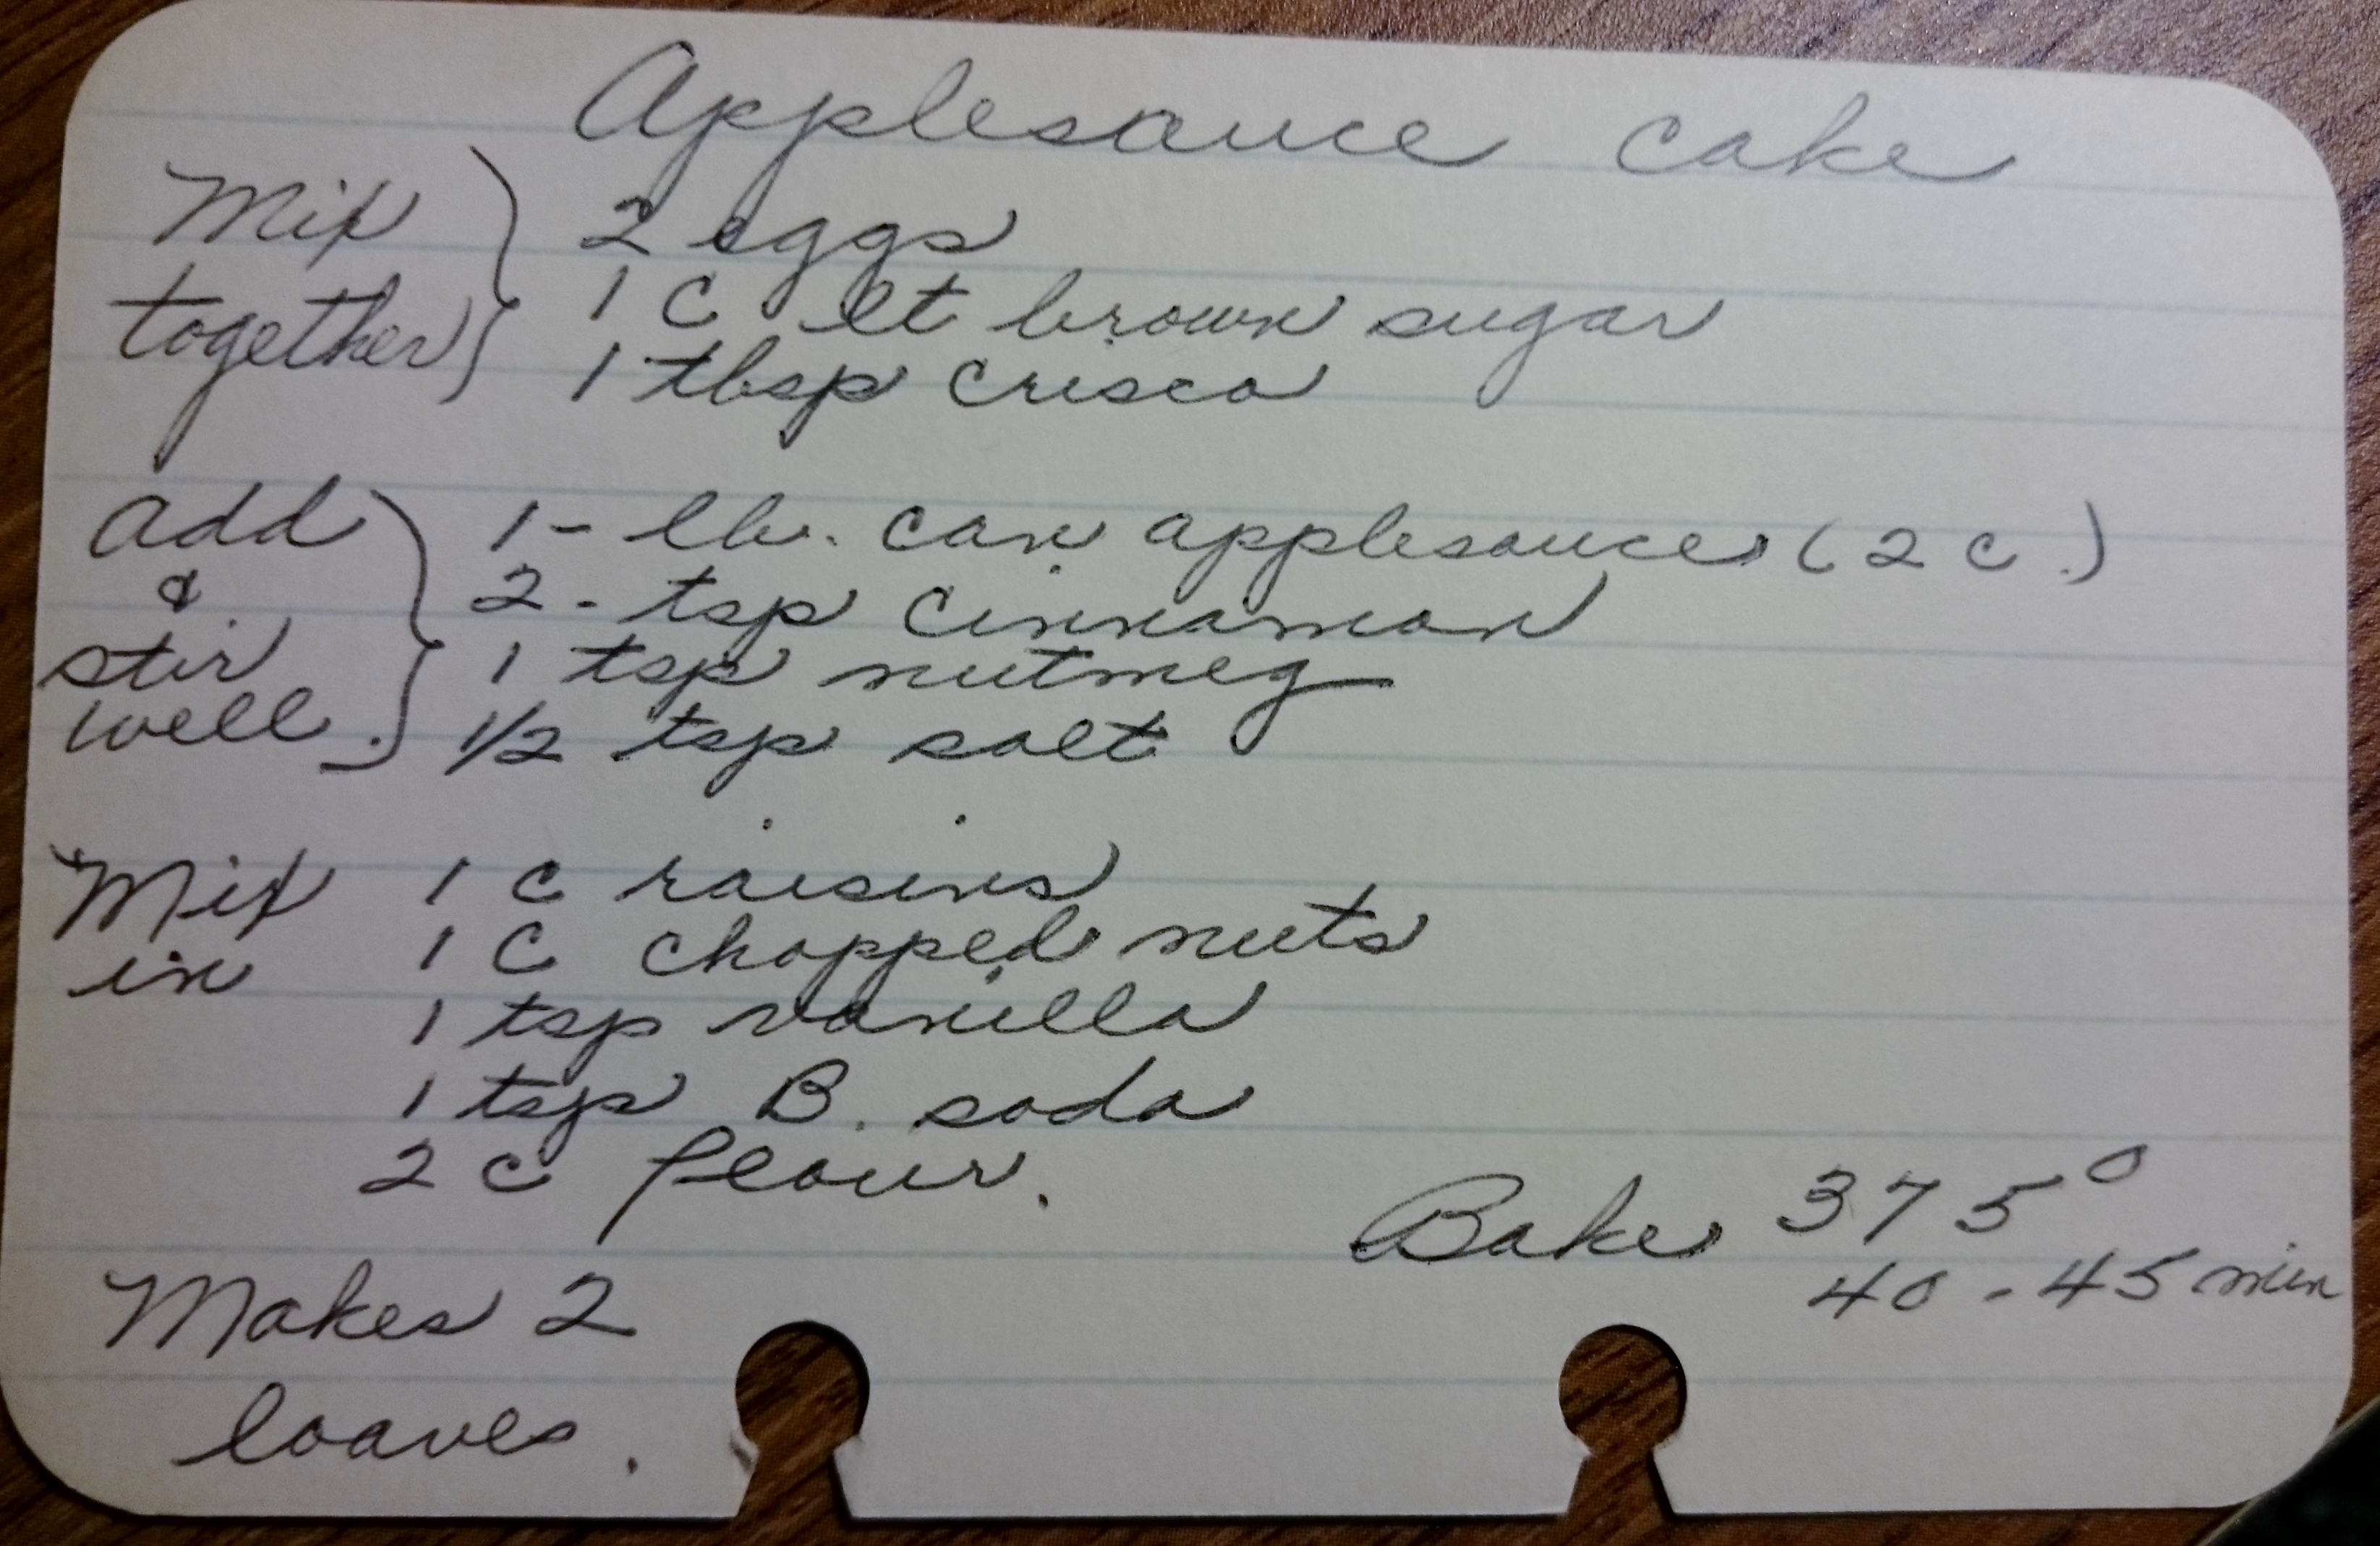 Applesauce cake
Mix together } 2 eggs
1 c lt brown sugar
1 tbsp crisco
add & stir well. } 1 - lb. can applesauce (2 c.)
2 - tsp cinnamon
1 tsp nutmeg
1/2 tsp salt
Mix in 1 c raisins
1 C chopped nuts
1 tsp vanilla
1 tsp B. soda
2 c flour.
Bake 375°
40 - 45 min
Makes 2
loaves.